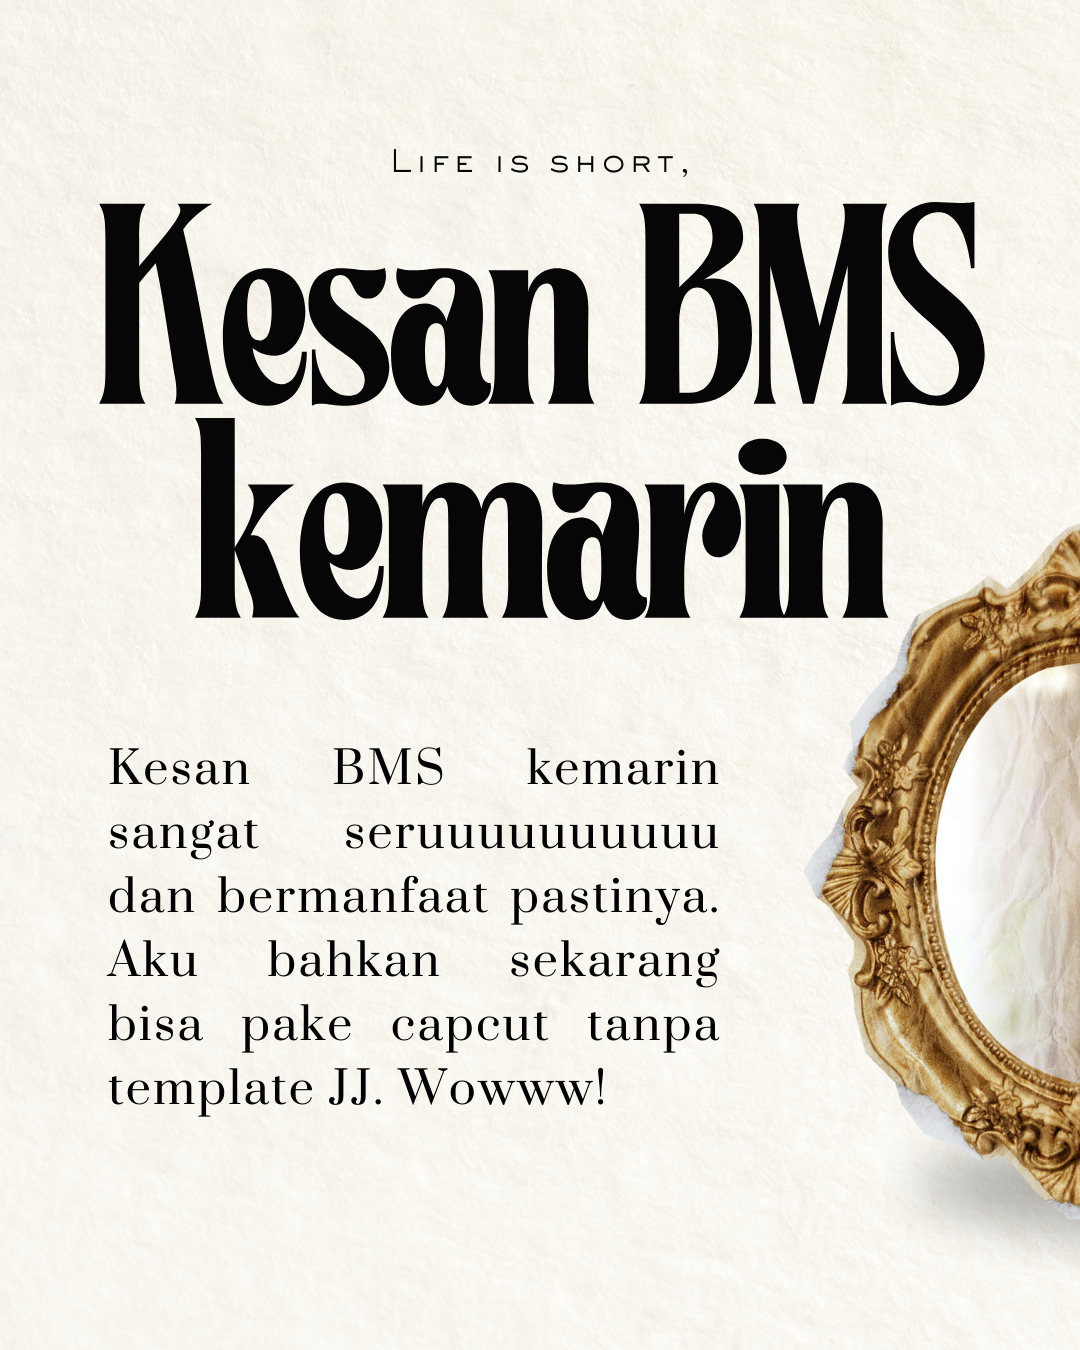 Life is short,
Kesan BMS
kemarin
Kesan BMS kemarin
sangat seruuuuuuuuuu
dan bermanfaat pastinya.
Aku bahkan sekarang
bisa pake capcut tanpa
template JJ. Wowww!